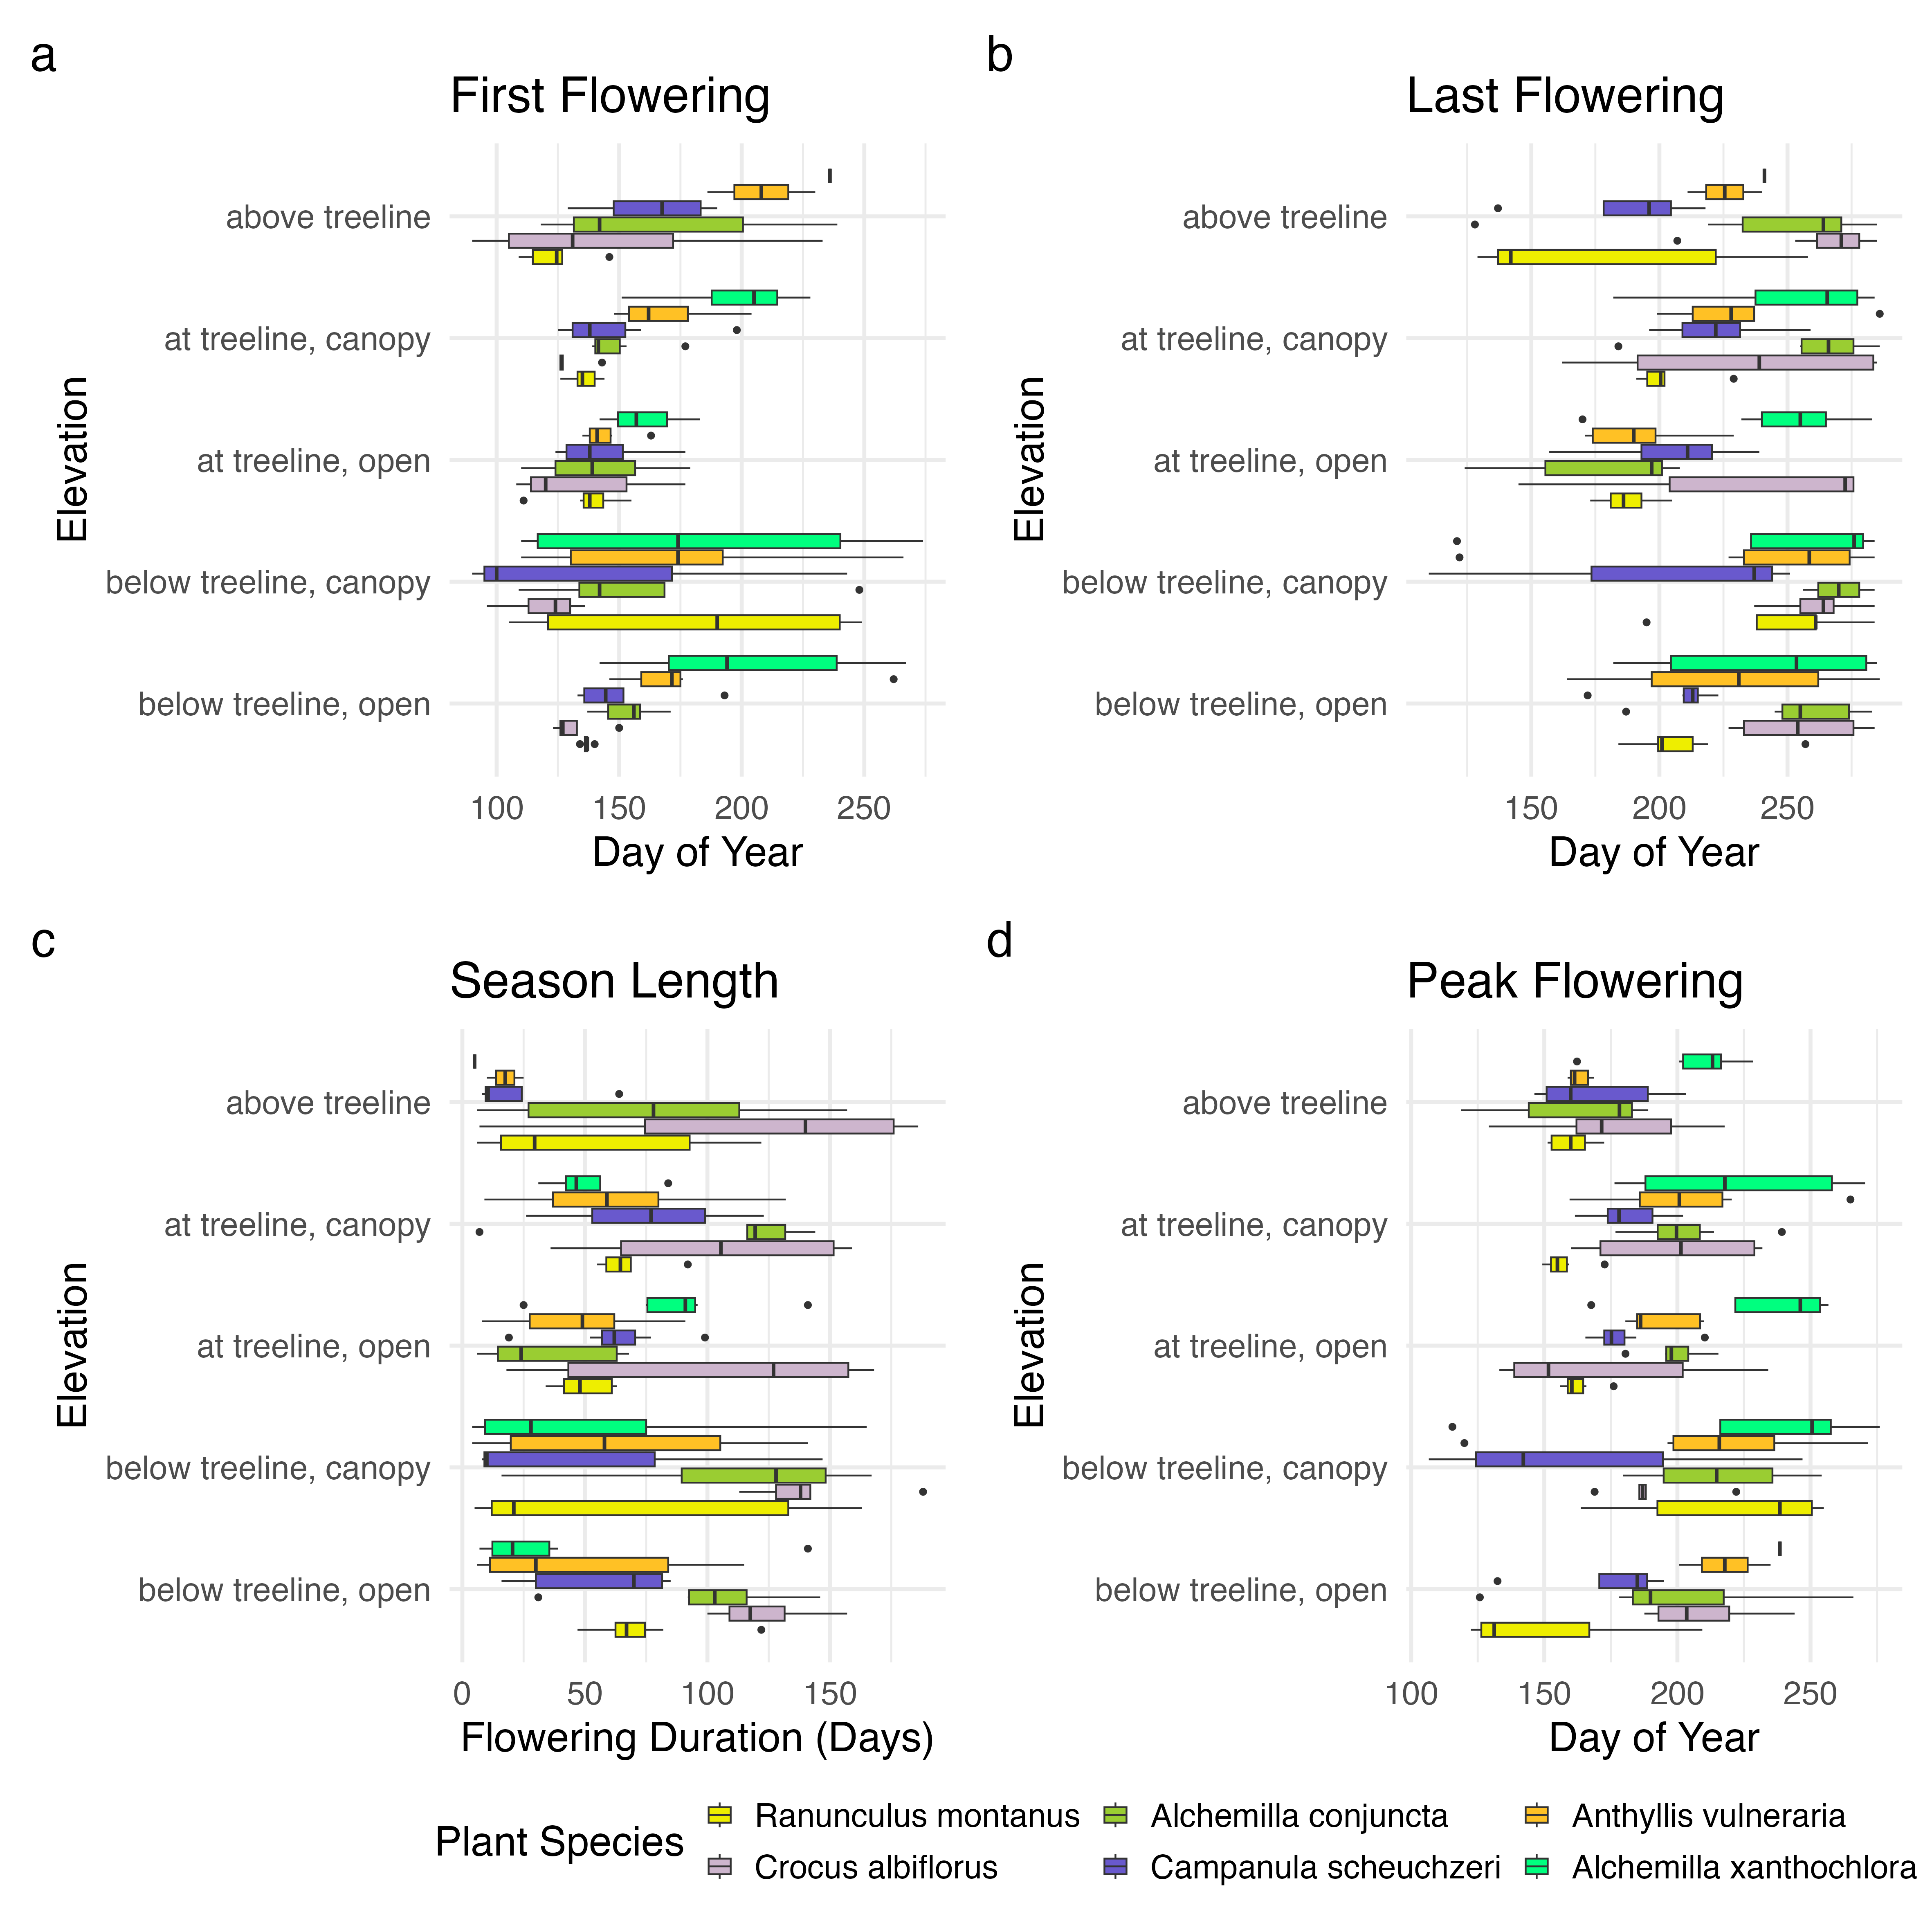 a
First Flowering
Elevation
above treeline
at treeline, canopy
at treeline, open
below treeline, canopy
below treeline, open
100 150 200 250
Day of Year
b
Last Flowering
Elevation
above treeline
at treeline, canopy
at treeline, open
below treeline, canopy
below treeline, open
150 200 250
Day of Year
c
Season Length
Elevation
above treeline
at treeline, canopy
at treeline, open
below treeline, canopy
below treeline, open
0 50 100 150
Flowering Duration (Days)
d
Peak Flowering
Elevation
above treeline
at treeline, canopy
at treeline, open
below treeline, canopy
below treeline, open
100 150 200 250
Day of Year
Plant Species
Ranunculus montanus
Crocus albiflorus
Alchemilla conjuncta
Campanula scheuchzeri
Anthyllis vulneraria
Alchemilla xanthochlora